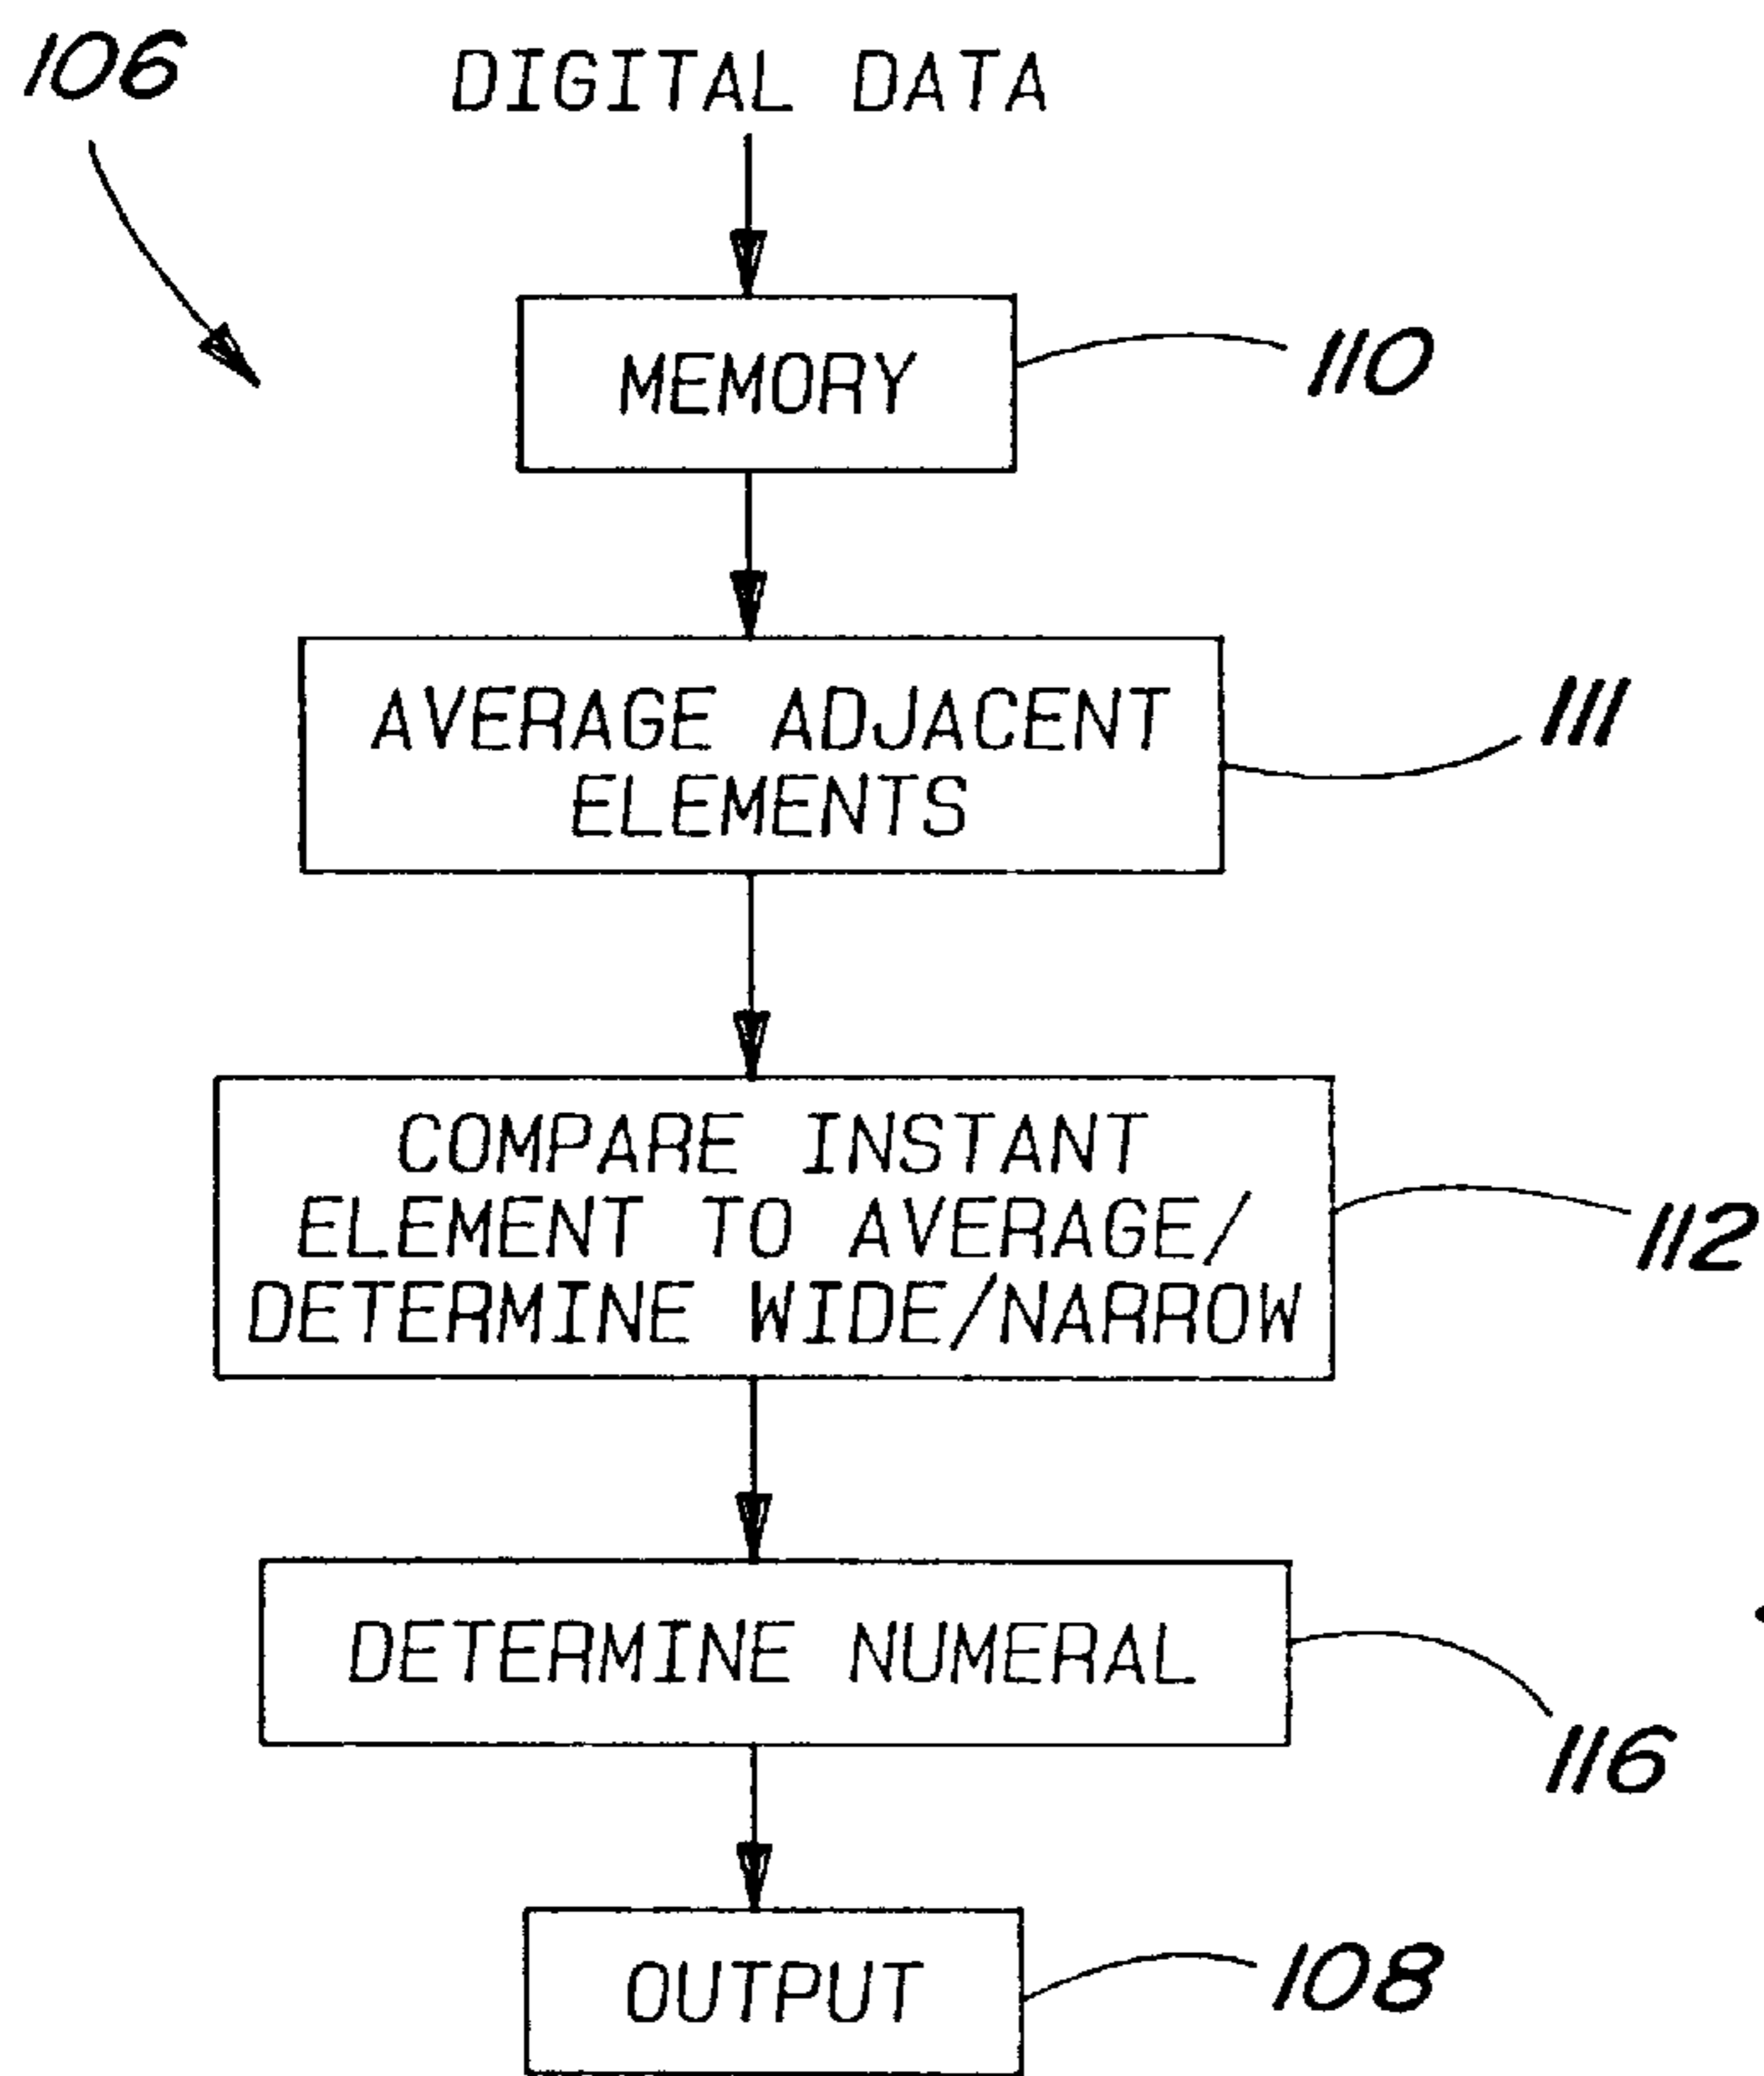 106
DIGITAL DATA
MEMORY
110
AVERAGE ADJACENT
ELEMENTS
111
COMPARE INSTANT
ELEMENT TO AVERAGE/
DETERMINE WIDE/NARROW
112
DETERMINE NUMERAL
116
OUTPUT
108